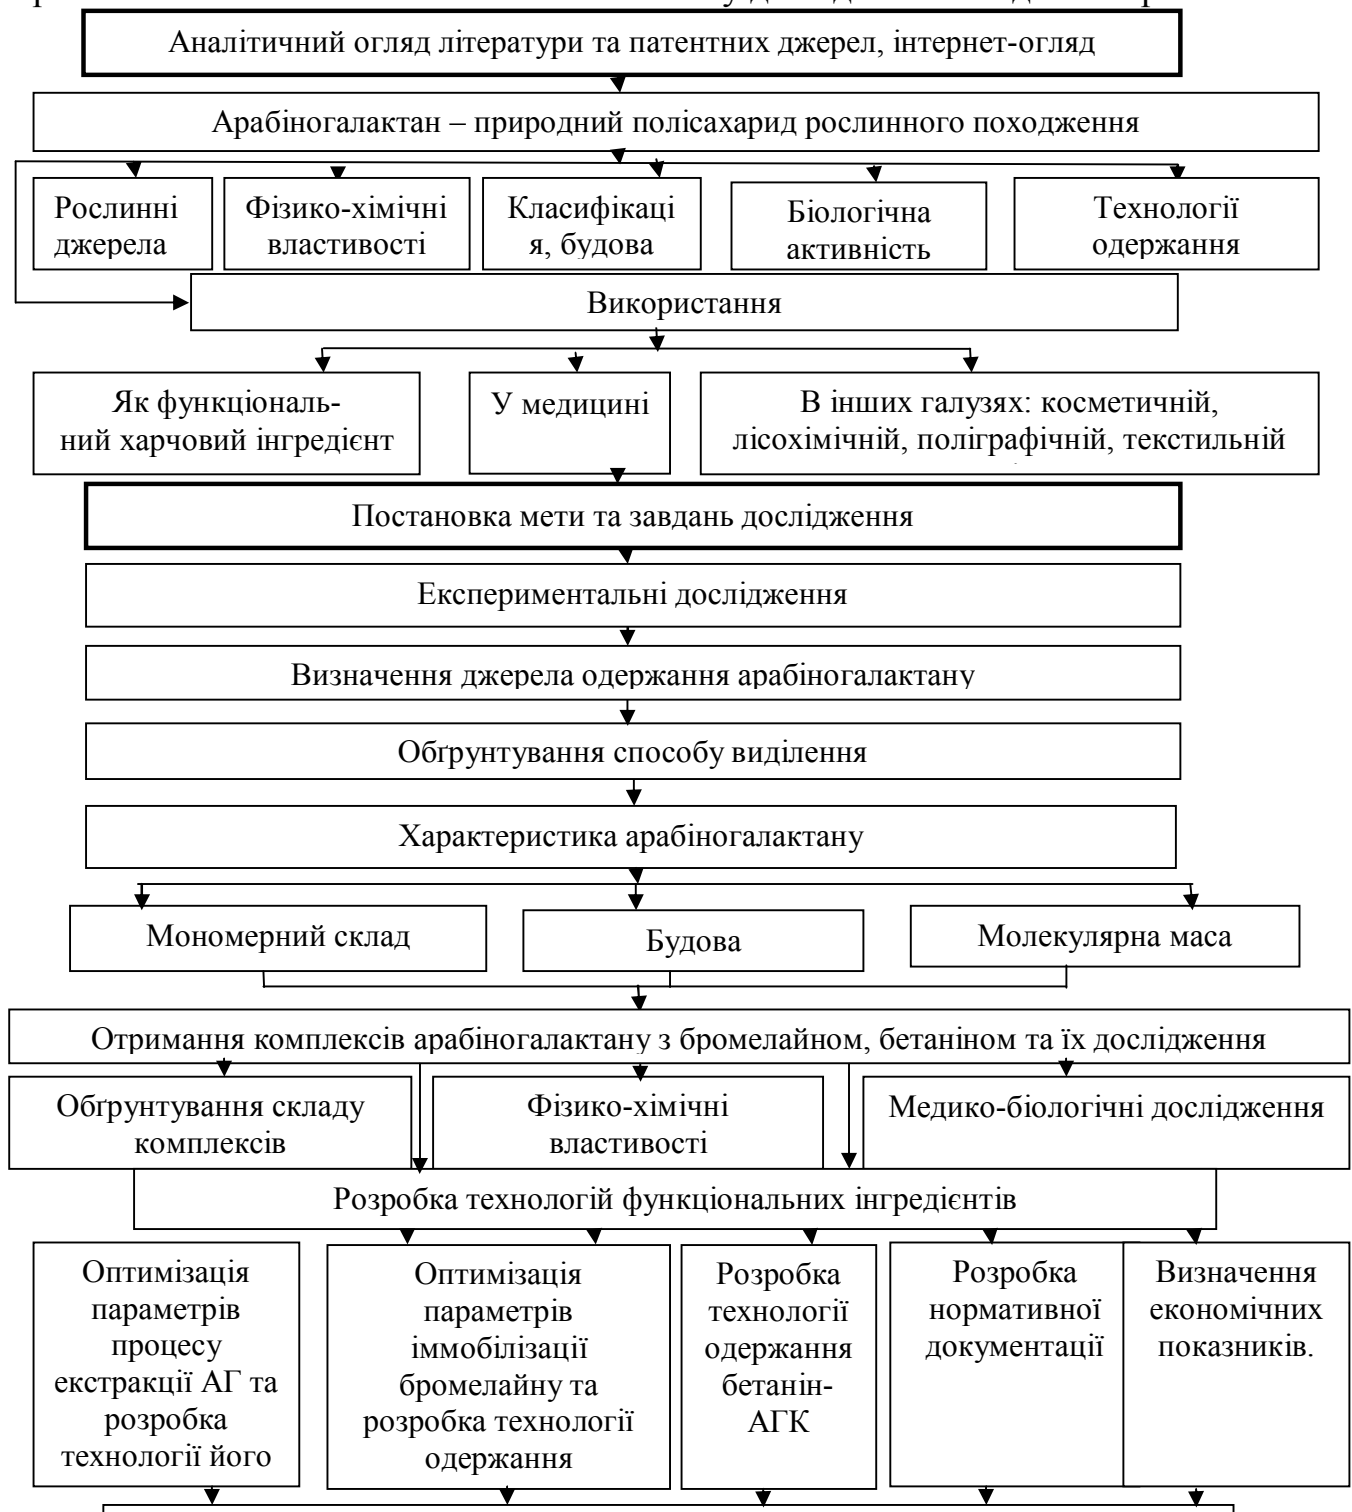 Аналітичний огляд літератури та патентних джерел, інтернет-огляд
Арабіногалактан – природний полісахарид рослинного походження
Рослинні
джерела
Фізико-хімічні
властивості
Класифікаці
я, будова
Біологічна
активність
Технології
одержання
Використання
Як функціональ-
ний харчовий інгредієнт
У медицині
В інших галузях: косметичній,
лісохімічній, поліграфічній, текстильній
Постановка мети та завдань дослідження
Експериментальні дослідження
Визначення джерела одержання арабіногалактану
Обґрунтування способу виділення
Характеристика арабіногалактану
Мономерний склад
Будова
Молекулярна маса
Отримання комплексів арабіногалактану з бромелайном, бетаніном та їх дослідження
Обґрунтування складу
комплексів
Фізико-хімічні
властивості
Медико-біологічні дослідження
Розробка технологій функціональних інгредієнтів
Оптимізація
параметрів
процесу
екстракції АГ та
розробка
технології його
Оптимізація
параметрів
іммобілізації
бромелайну та
розробка технології
одержання
Розробка
технології
одержання
бетанін-
АГК
Розробка
нормативної
документації
Визначення
економічних
показників.